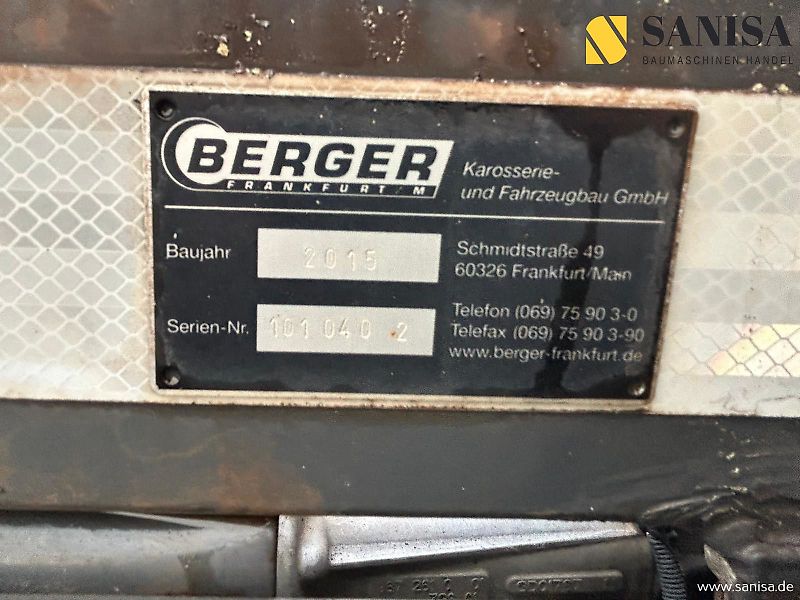 SANISA
BAUMASCHINEN HANDEL
BERGER
FRANKFURT/M
Karosserie-
und Fahrzeugbau GmbH
Baujahr 2015
Schmidtstraße 49
60326 Frankfurt/Main
Serien-Nr. 101 040 2
Telefon (069) 75 90 3-0
Telefax (069) 75 90 3-90
www.berger-frankfurt.de
www.sanisa.de